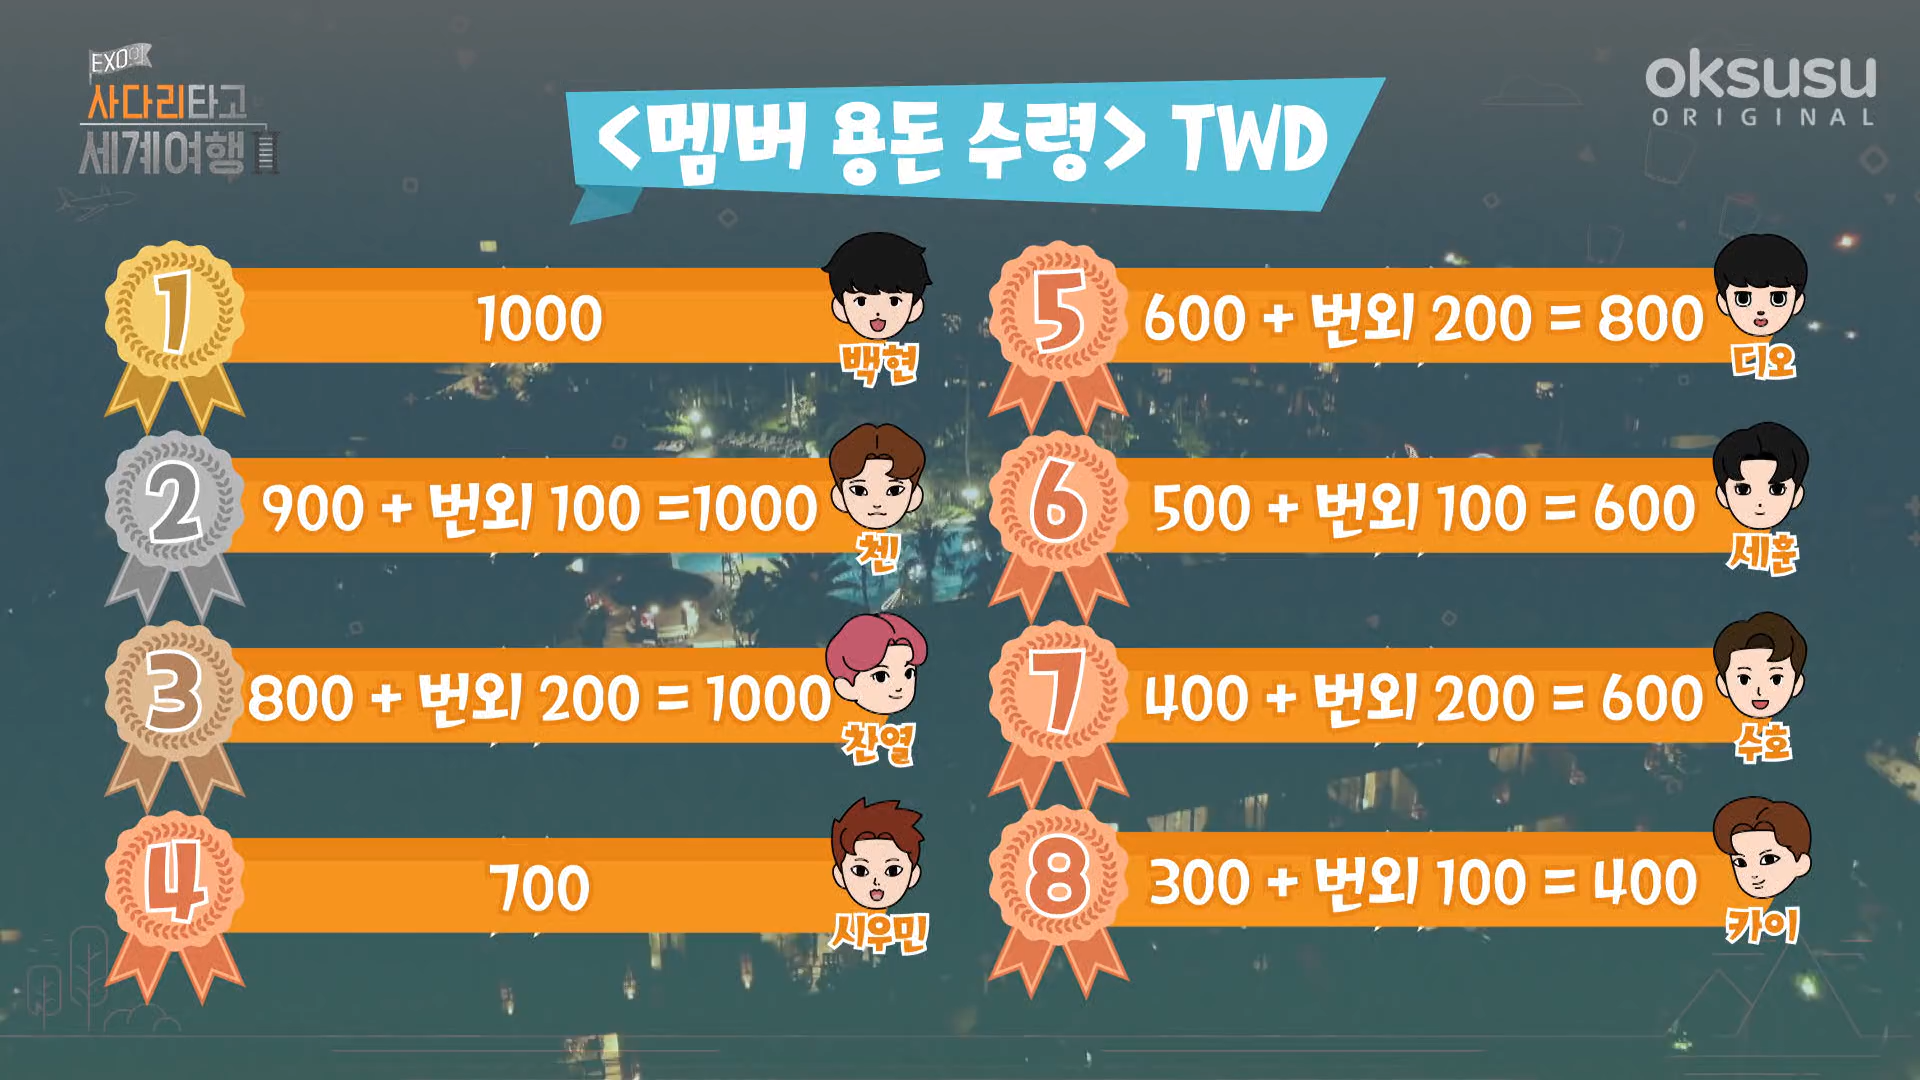 EXO의
사다리타고
세계여행
oksusu
ORIGINAL
<멤버 용돈 수령> TWD
1
1000
백현
2
900 + 번외 100 =1000
첸
3
800 + 번외 200 = 1000
찬열
4
700
시우민
5
600 + 번외 200 = 800
디오
6
500 + 번외 100 = 600
세훈
7
400 + 번외 200 = 600
수호
8
300 + 번외 100 = 400
카이